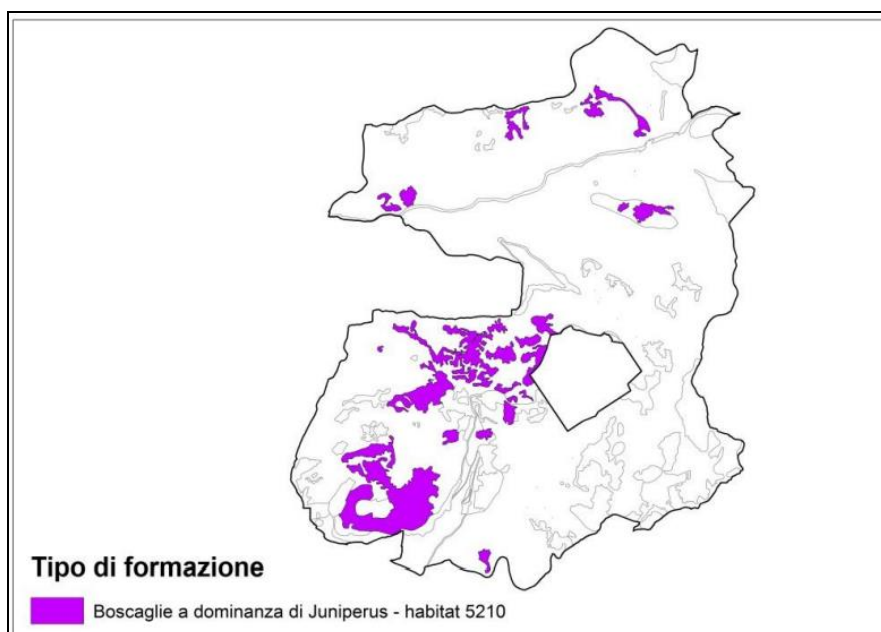 Tipo di formazione
Boscaglie a dominanza di Juniperus - habitat 5210